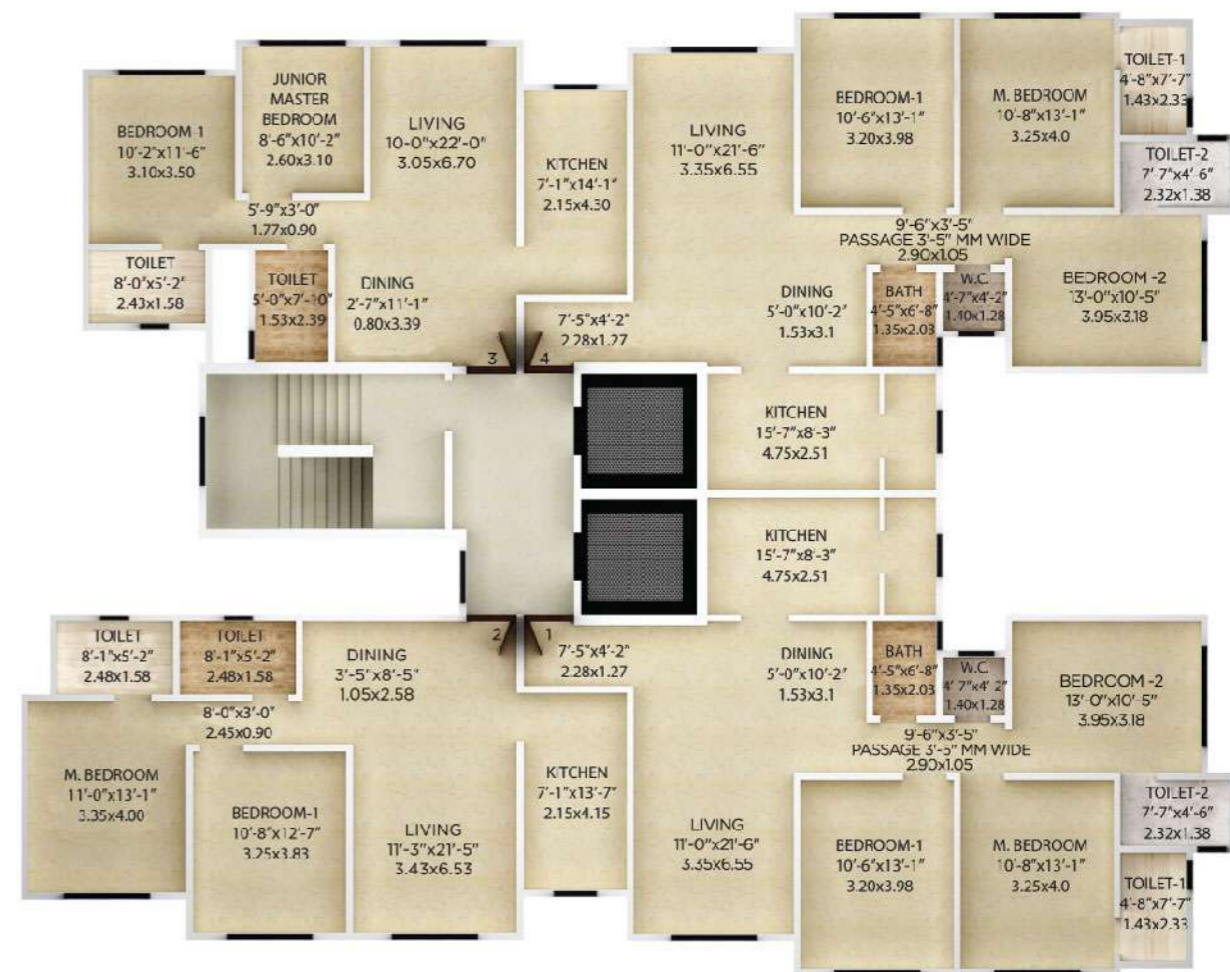 BEDROOM-1
10'-2"x11'-6"
3.10x3.50
JUNIOR
MASTER
BEDROOM
8'-6"x10'-2"
2.60x3.10
LIVING
10-0"x22'-0"
3.05x6.70
KITCHEN
7'-1"x14'-1"
2.15x4.30
5'-9"x3'-0"
1.77x0.90
TOILET
8'-0"x5'-2"
2.43x1.58
TOILET
5'-0"x7'-10"
1.53x2.39
DINING
2'-7"x11'-1"
0.80x3.39
3
4
LIVING
11'-0"x21'-6"
3.35x6.55
BEDROOM-1
10'-6"x13'-1"
3.20x3.98
M. BEDROOM
10'-8"x13'-1"
3.25x4.0
TOILET-1
4'-8"x7'-7"
1.43x2.33
TOILET-2
7'-7"x4'-6"
2.32x1.38
9'-6"x3'-5"
PASSAGE 3'-5" MM WIDE
2.90x1.05
BEDROOM -2
13'-0"x10'-5"
3.95x3.18
7'-5"x4'-2"
2.28x1.27
DINING
5'-0"x10'-2"
1.53x3.1
BATH
4'-5"x6'-8"
1.35x2.03
W.C.
4'-7"x4'-2"
1.40x1.28
KITCHEN
15'-7"x8'-3"
4.75x2.51
KITCHEN
15'-7"x8'-3"
4.75x2.51
TOILET
8'-1"x5'-2"
2.48x1.58
TOILET
8'-1"x5'-2"
2.48x1.58
DINING
3'-5"x8'-5"
1.05x2.58
2
1
8'-0"x3'-0"
2.45x0.90
M. BEDROOM
11'-0"x13'-1"
3.35x4.00
BEDROOM-1
10'-8"x12'-7"
3.25x3.83
LIVING
11'-3"x21'-5"
3.43x6.53
KITCHEN
7'-1"x13'-7"
2.15x4.15
7'-5"x4'-2"
2.28x1.27
DINING
5'-0"x10'-2"
1.53x3.1
BATH
4'-5"x6'-8"
1.35x2.03
W.C.
4'-7"x4'-2"
1.40x1.28
BEDROOM -2
13'-0"x10'-5"
3.95x3.18
9'-6"x3'-5"
PASSAGE 3'-5" MM WIDE
2.90x1.05
LIVING
11'-0"x21'-6"
3.35x6.55
BEDROOM-1
10'-6"x13'-1"
3.20x3.98
M. BEDROOM
10'-8"x13'-1"
3.25x4.0
TOILET-2
7'-7"x4'-6"
2.32x1.38
TOILET-1
4'-8"x7'-7"
1.43x2.33